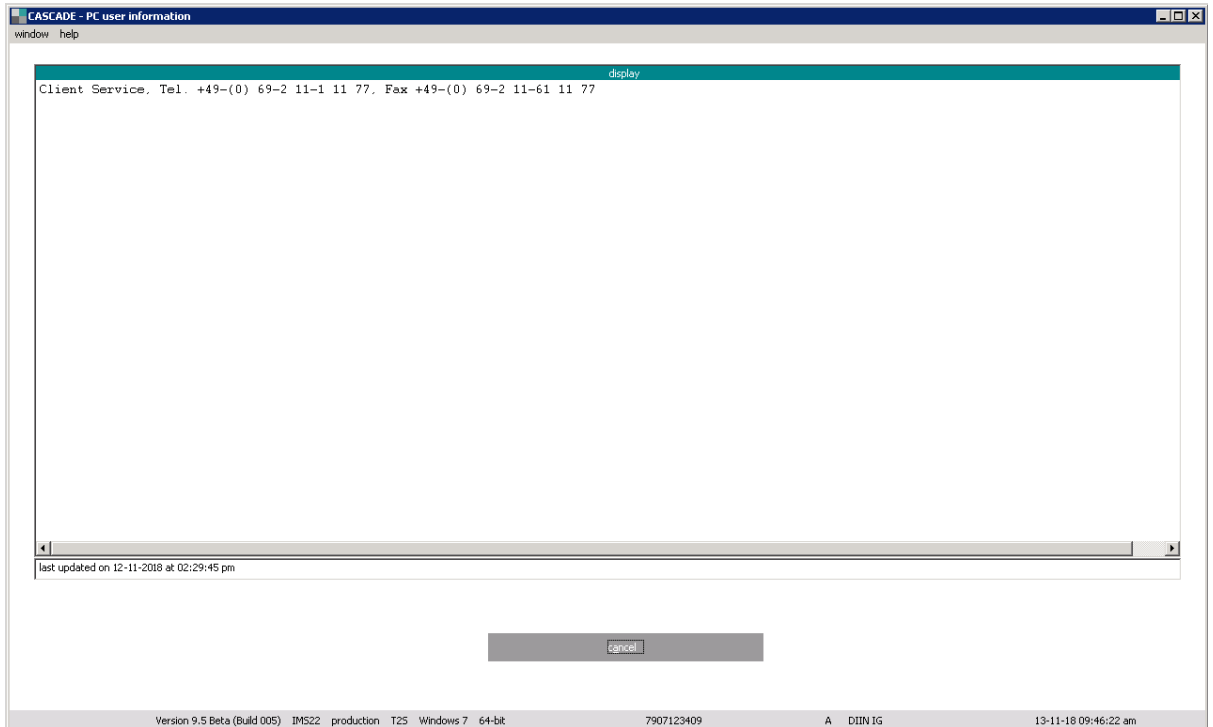 CASCADE - PC user information
window help
display
Client Service, Tel. +49-(0) 69-2 11-1 11 77, Fax +49-(0) 69-2 11-61 11 77
last updated on 12-11-2018 at 02:29:45 pm
cancel
Version 9.5 Beta (Build 005) IMS22 production T2S Windows 7 64-bit 7907123409 A DIIN IG 13-11-18 09:46:22 am